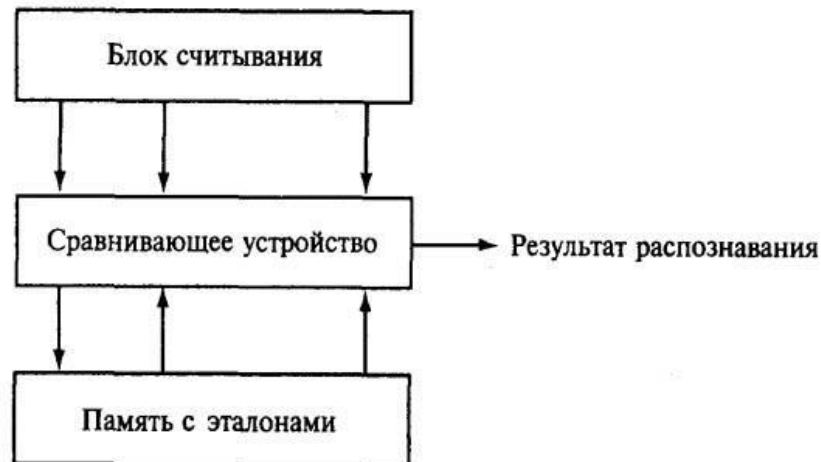 Блок считывания
Сравнивающее устройство
Результат распознавания
Память с эталонами